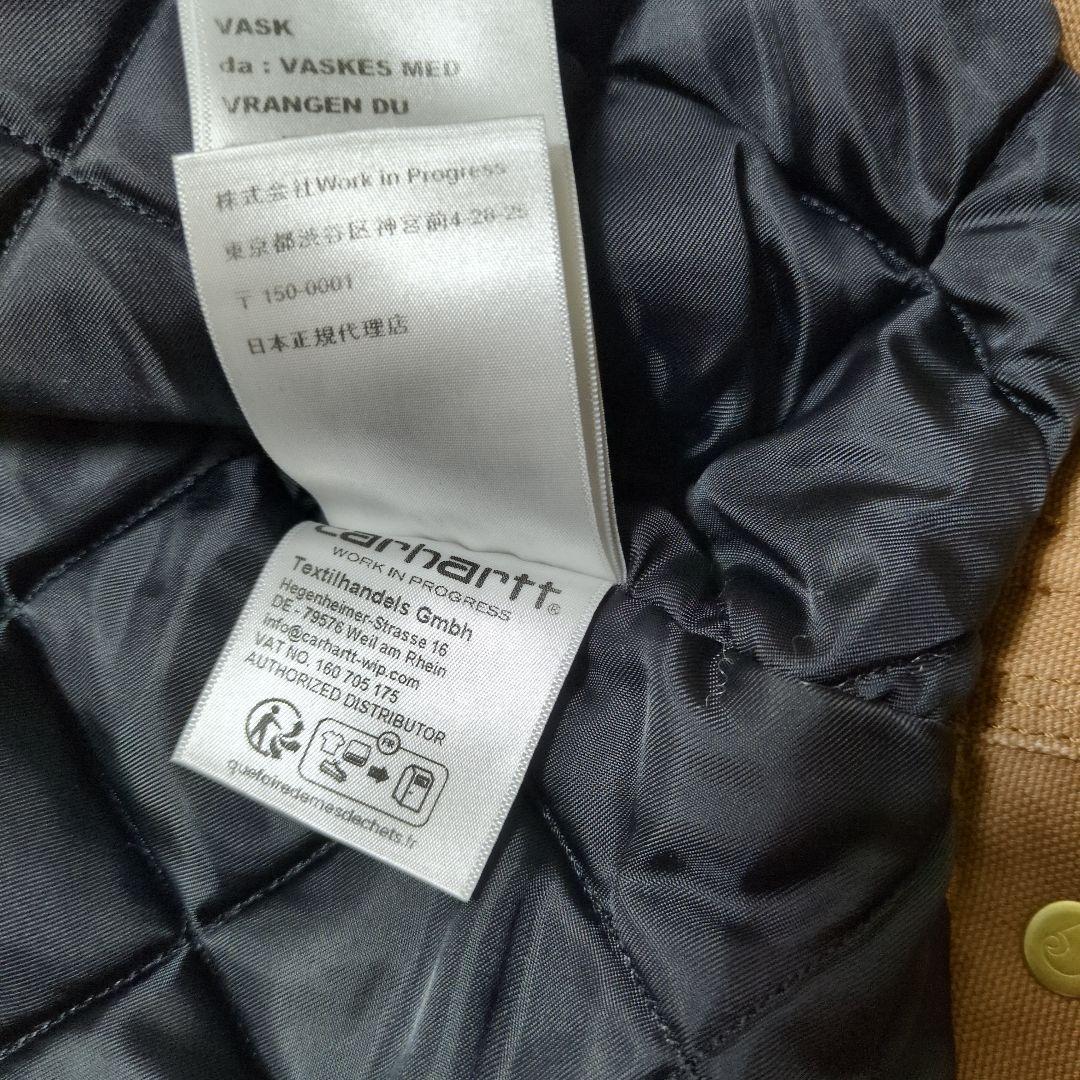 VASK
da : VASKES MED
VRANGEN DU
株式会社Work in Progress
東京都渋谷区神宮前4-28-25
〒150-0001
日本正規代理店
carhartt®
WORK IN PROGRESS
Textilhandels Gmbh
Hegenheimer-Strasse 16
DE - 79576 Weil am Rhein
info@carhartt-wip.com
VAT NO. 160 705 175
AUTHORIZED DISTRIBUTOR
FR
quefairedemesdechets.fr